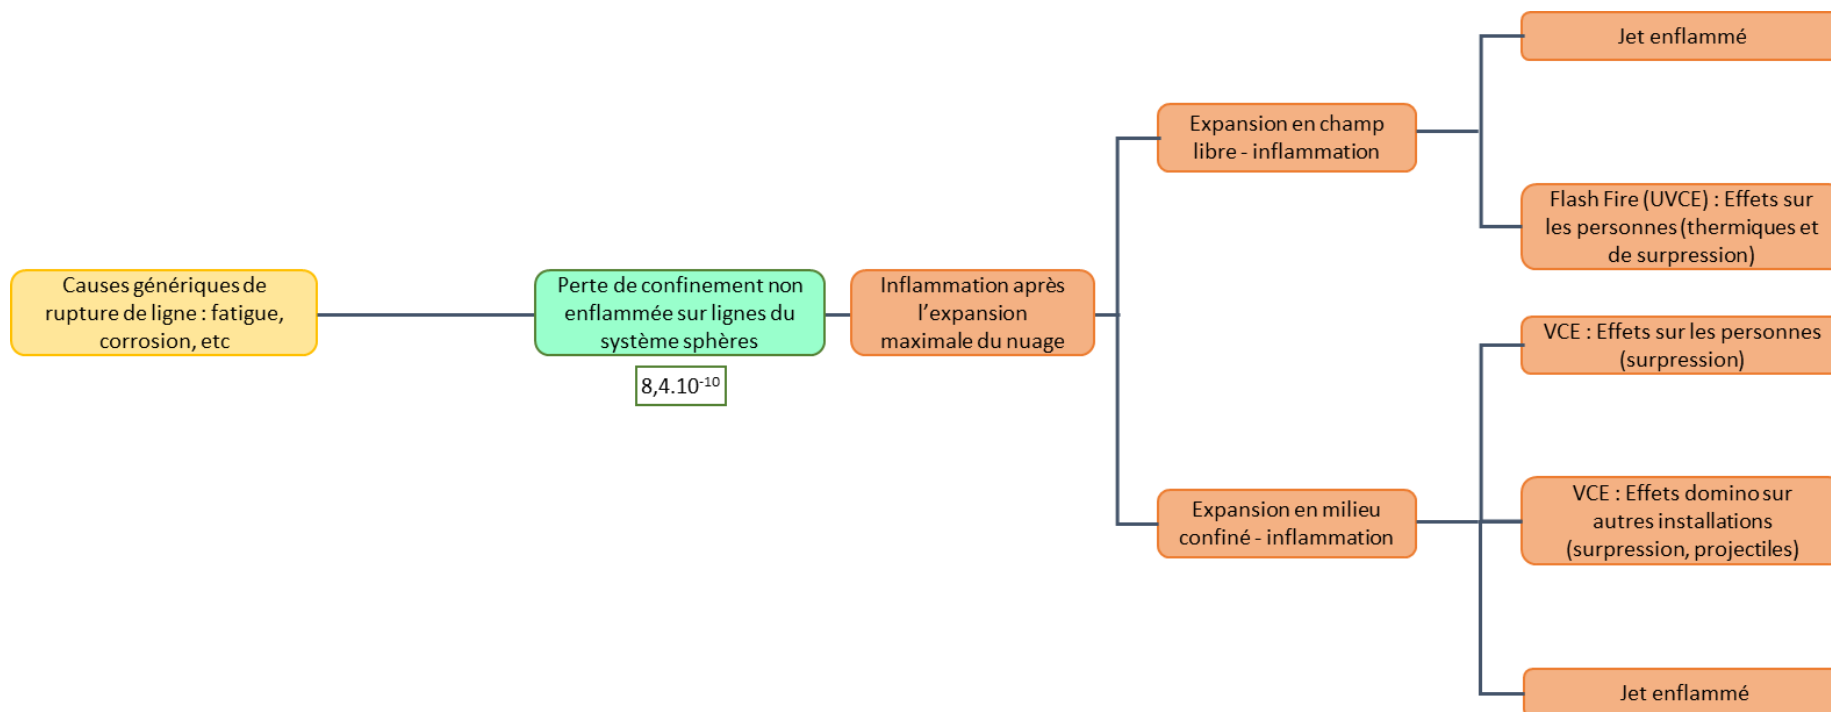 Causes génériques de
rupture de ligne : fatigue,
corrosion, etc
Perte de confinement non
enflammée sur lignes du
système sphères
8,4.10⁻¹⁰
Inflammation après
l’expansion
maximale du nuage
Expansion en champ
libre - inflammation
Jet enflammé
Flash Fire (UVCE) : Effets sur
les personnes (thermiques et
de surpression)
Expansion en milieu
confiné - inflammation
VCE : Effets sur les personnes
(surpression)
VCE : Effets domino sur
autres installations
(surpression, projectiles)
Jet enflammé